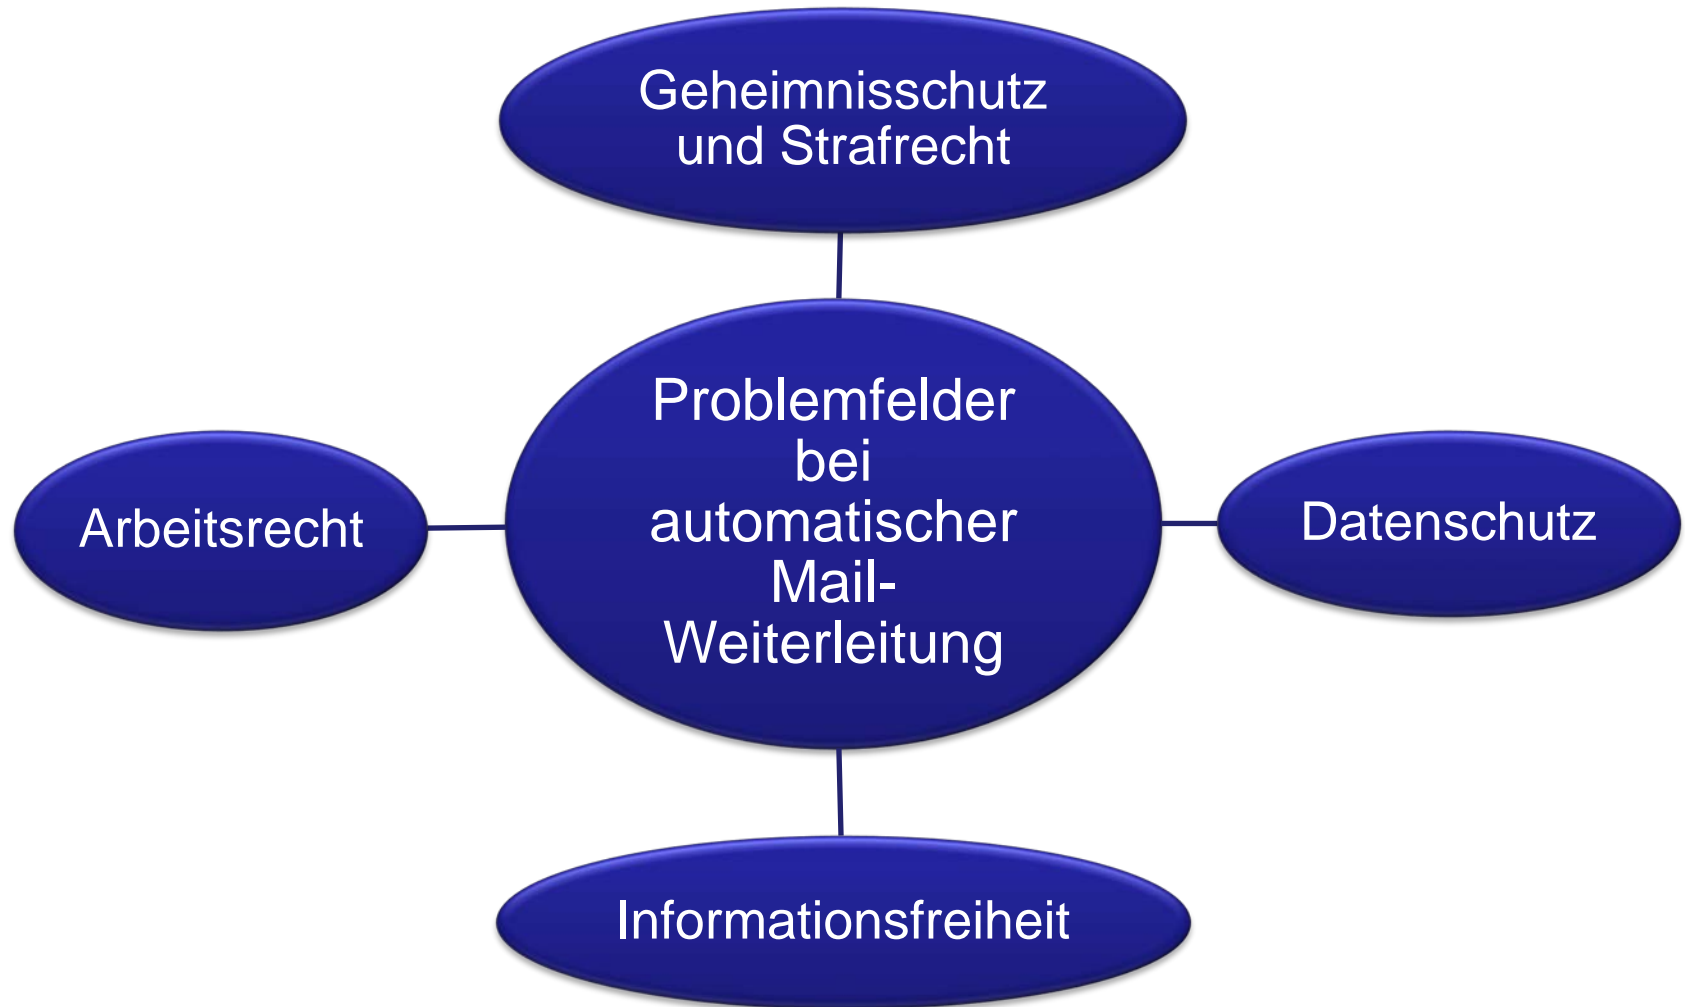 Geheimnisschutz
und Strafrecht
Problemfelder
bei
automatischer
Mail-
Weiterleitung
Arbeitsrecht
Datenschutz
Informationsfreiheit